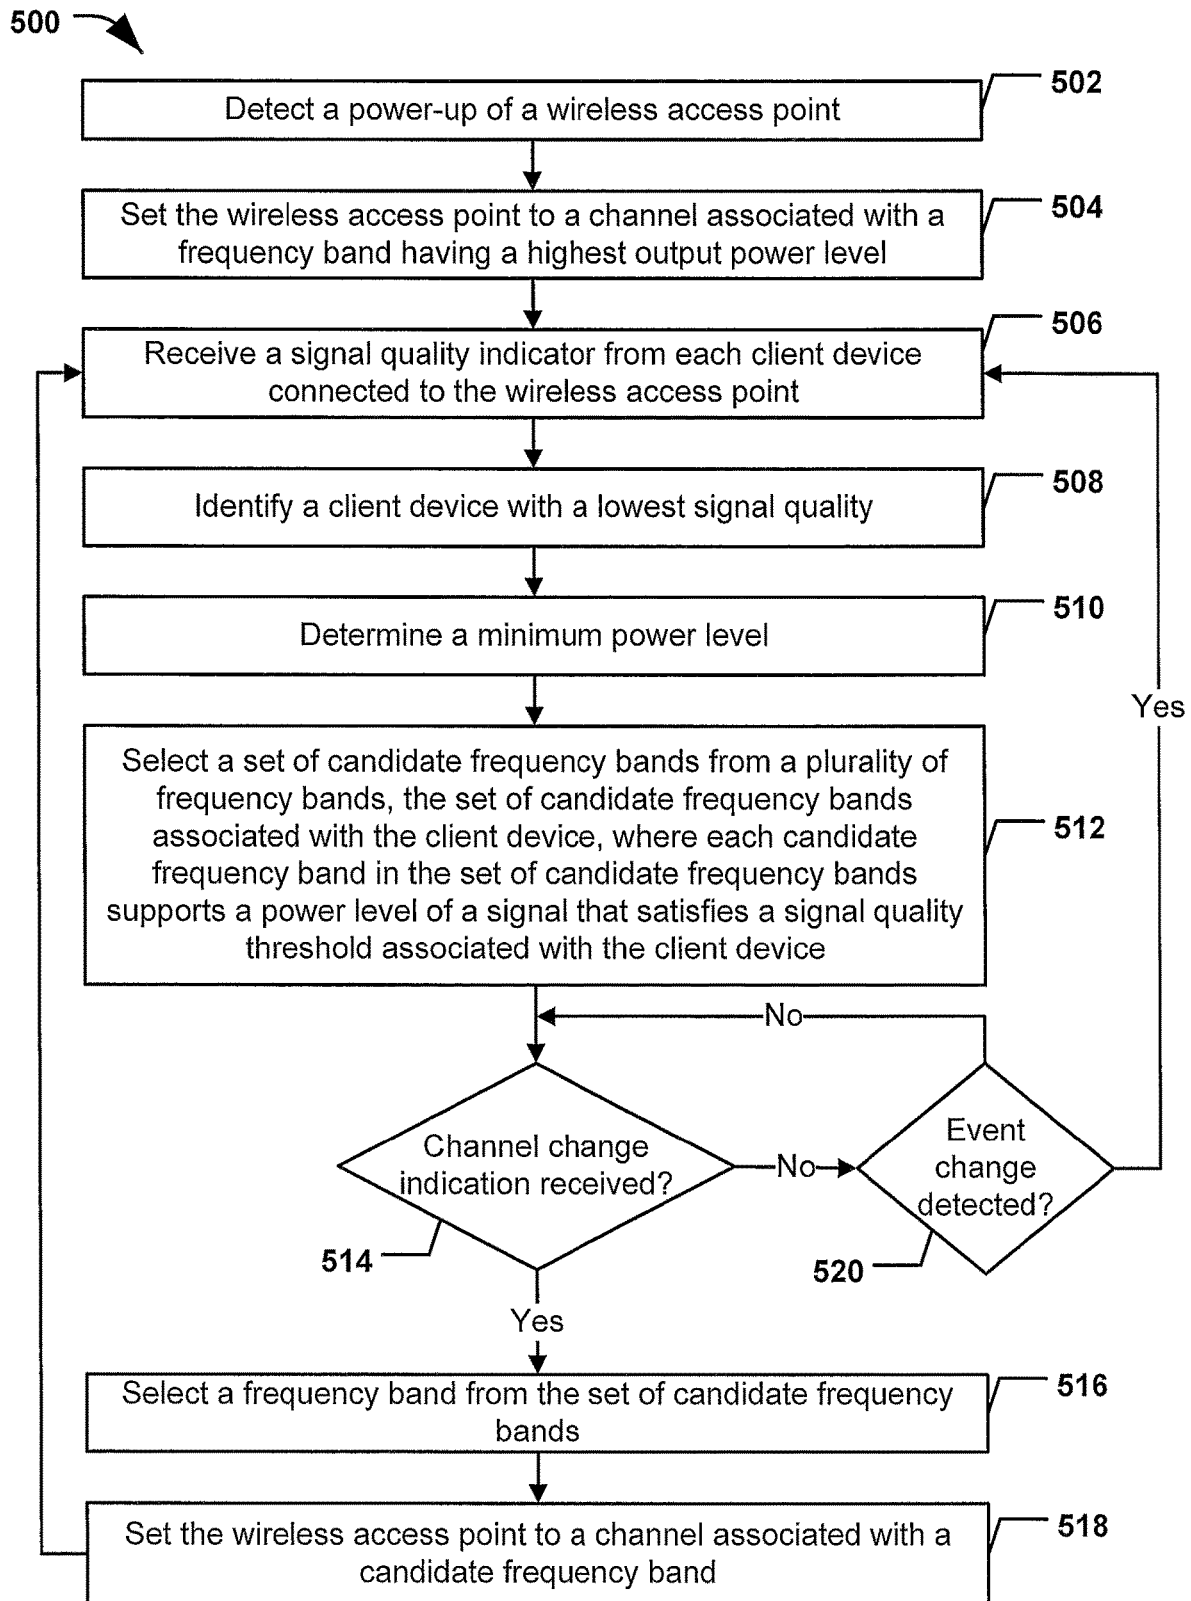 500
502
Detect a power-up of a wireless access point
504
Set the wireless access point to a channel associated with a
frequency band having a highest output power level
506
Receive a signal quality indicator from each client device
connected to the wireless access point
508
Identify a client device with a lowest signal quality
510
Determine a minimum power level
Yes
Select a set of candidate frequency bands from a plurality of
frequency bands, the set of candidate frequency bands
associated with the client device, where each candidate
frequency band in the set of candidate frequency bands
supports a power level of a signal that satisfies a signal quality
threshold associated with the client device
512
No
Channel change
indication received?
No
Event
change
detected?
514
520
Yes
516
Select a frequency band from the set of candidate frequency
bands
518
Set the wireless access point to a channel associated with a
candidate frequency band